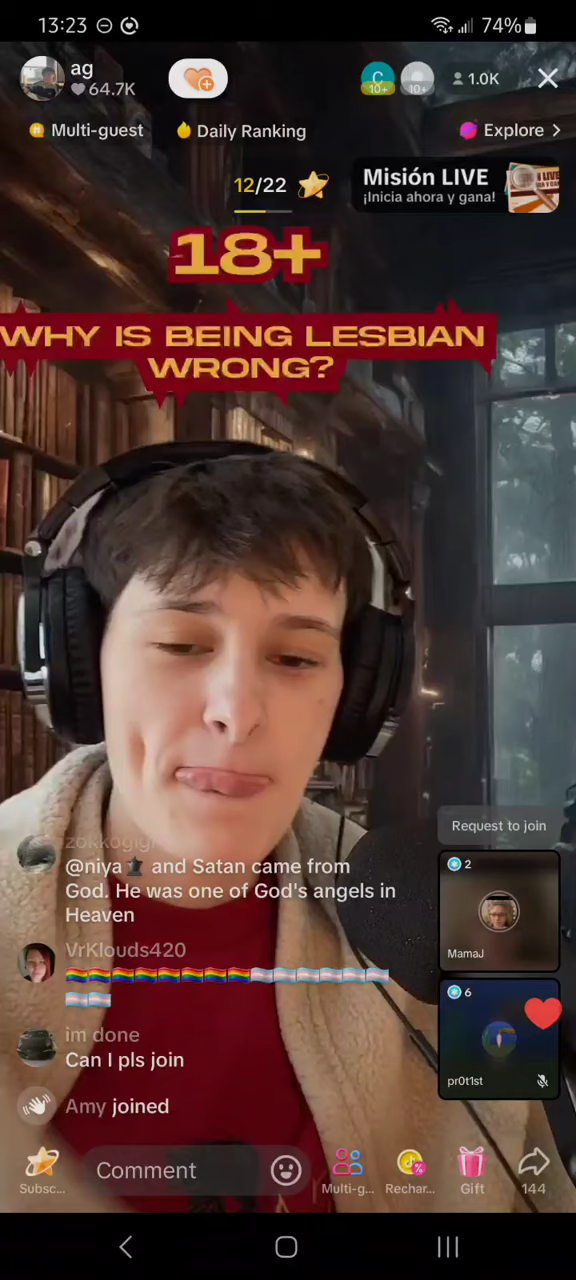 13:23
74%
ag
64.7K
C
10+
10+
1.0K
Multi-guest
Daily Ranking
Explore >
12/22
Misión LIVE
¡Inicia ahora y gana!
18+
WHY IS BEING LESBIAN
WRONG?
Request to join
zokkogigi
@niya and Satan came from
God. He was one of God's angels in
Heaven
2
MamaJ
VrKlouds420
6
im done
Can I pls join
pr0t1st
Amy joined
Comment
Subsc...
Multi-g...
Rechar...
Gift
144